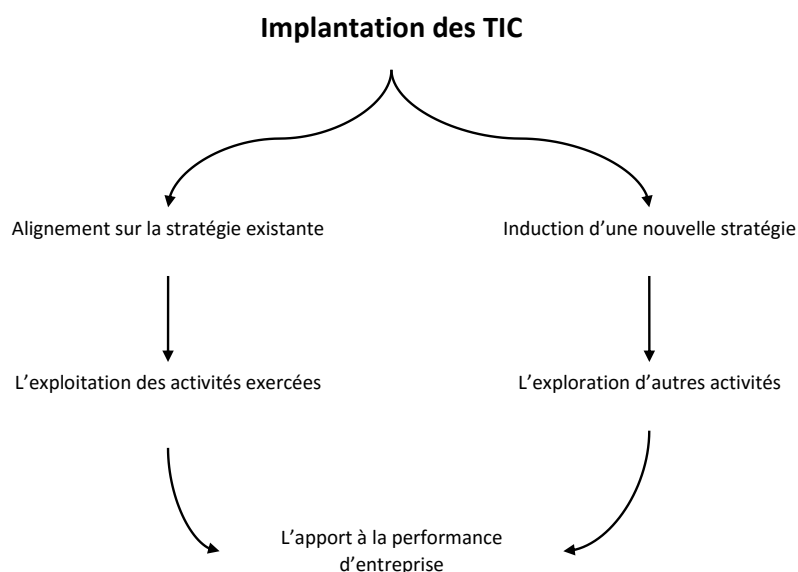 Implantation des TIC
Alignement sur la stratégie existante
Induction d’une nouvelle stratégie
L’exploitation des activités exercées
L’exploration d’autres activités
L’apport à la performance
d’entreprise